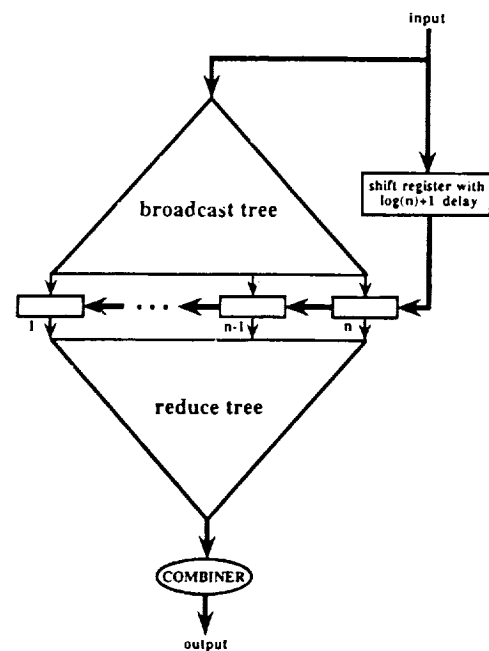 input
shift register with
log(n)+1 delay
broadcast tree
. . .
1 n-1 n
reduce tree
COMBINER
output